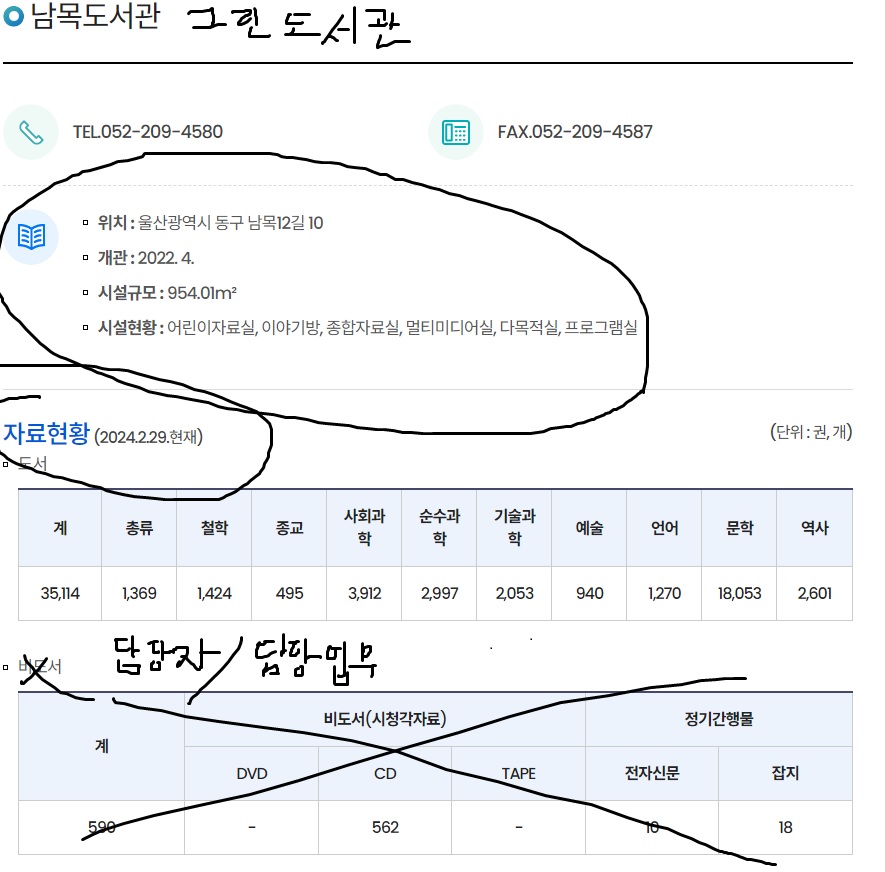 남목도서관 그린도서관
TEL.052-209-4580 FAX.052-209-4587
위치 : 울산광역시 동구 남목12길 10
개관 : 2022. 4.
시설규모 : 954.01m²
시설현황 : 어린이자료실, 이야기방, 종합자료실, 멀티미디어실, 다목적실, 프로그램실
자료현황 (2024.2.29.현재) (단위 : 권, 개)
도서
계 총류 철학 종교 사회과학 순수과학 기술과학 예술 언어 문학 역사
35,114 1,369 1,424 495 3,912 2,997 2,053 940 1,270 18,053 2,601
비도서 담당자/담당업무
계 비도서(시청각자료) 정기간행물
DVD CD TAPE 전자신문 잡지
590 - 562 - 10 18